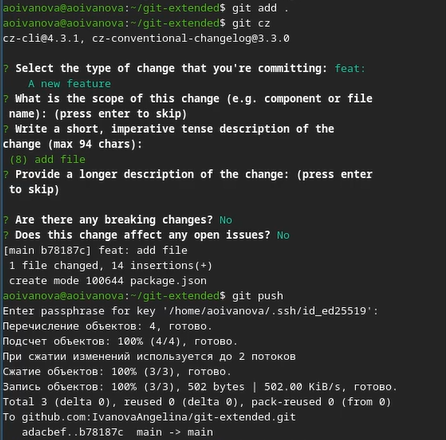 aoivanova@aoivanova:~/git-extended$ git add .
aoivanova@aoivanova:~/git-extended$ git cz
cz-cli@4.3.1, cz-conventional-changelog@3.3.0
? Select the type of change that you're committing: feat:
A new feature
? What is the scope of this change (e.g. component or file
name): (press enter to skip)
? Write a short, imperative tense description of the
change (max 94 chars):
(8) add file
? Provide a longer description of the change: (press enter
to skip)
? Are there any breaking changes? No
? Does this change affect any open issues? No
[main b78187c] feat: add file
1 file changed, 14 insertions(+)
create mode 100644 package.json
aoivanova@aoivanova:~/git-extended$ git push
Enter passphrase for key '/home/aoivanova/.ssh/id_ed25519':
Перечисление объектов: 4, готово.
Подсчет объектов: 100% (4/4), готово.
При сжатии изменений используется до 2 потоков
Сжатие объектов: 100% (3/3), готово.
Запись объектов: 100% (3/3), 502 bytes | 502.00 KiB/s, готово.
Total 3 (delta 0), reused 0 (delta 0), pack-reused 0 (from 0)
To github.com:IvanovaAngelina/git-extended.git
adacbef..b78187c main -> main